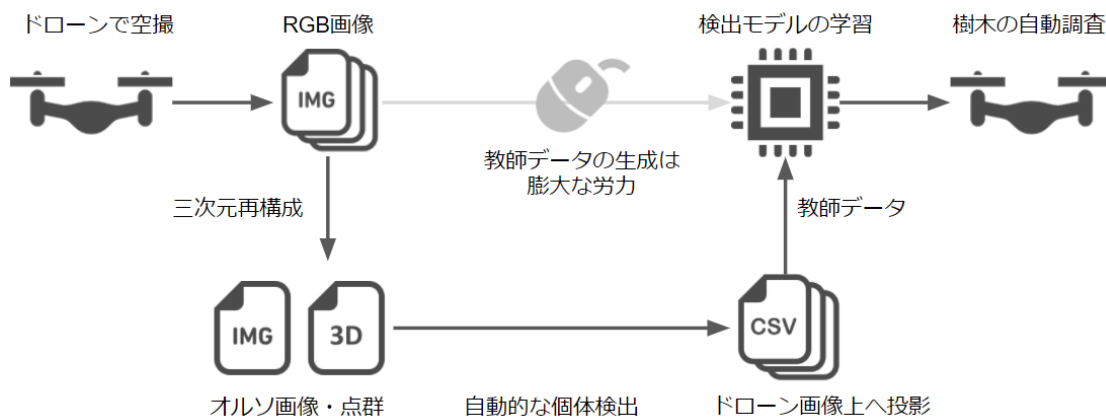 ドローンで空撮
RGB画像
検出モデルの学習
樹木の自動調査
IMG
教師データの生成は
膨大な労力
三次元再構成
教師データ
IMG
3D
CSV
オルソ画像・点群
自動的な個体検出
ドローン画像上へ投影